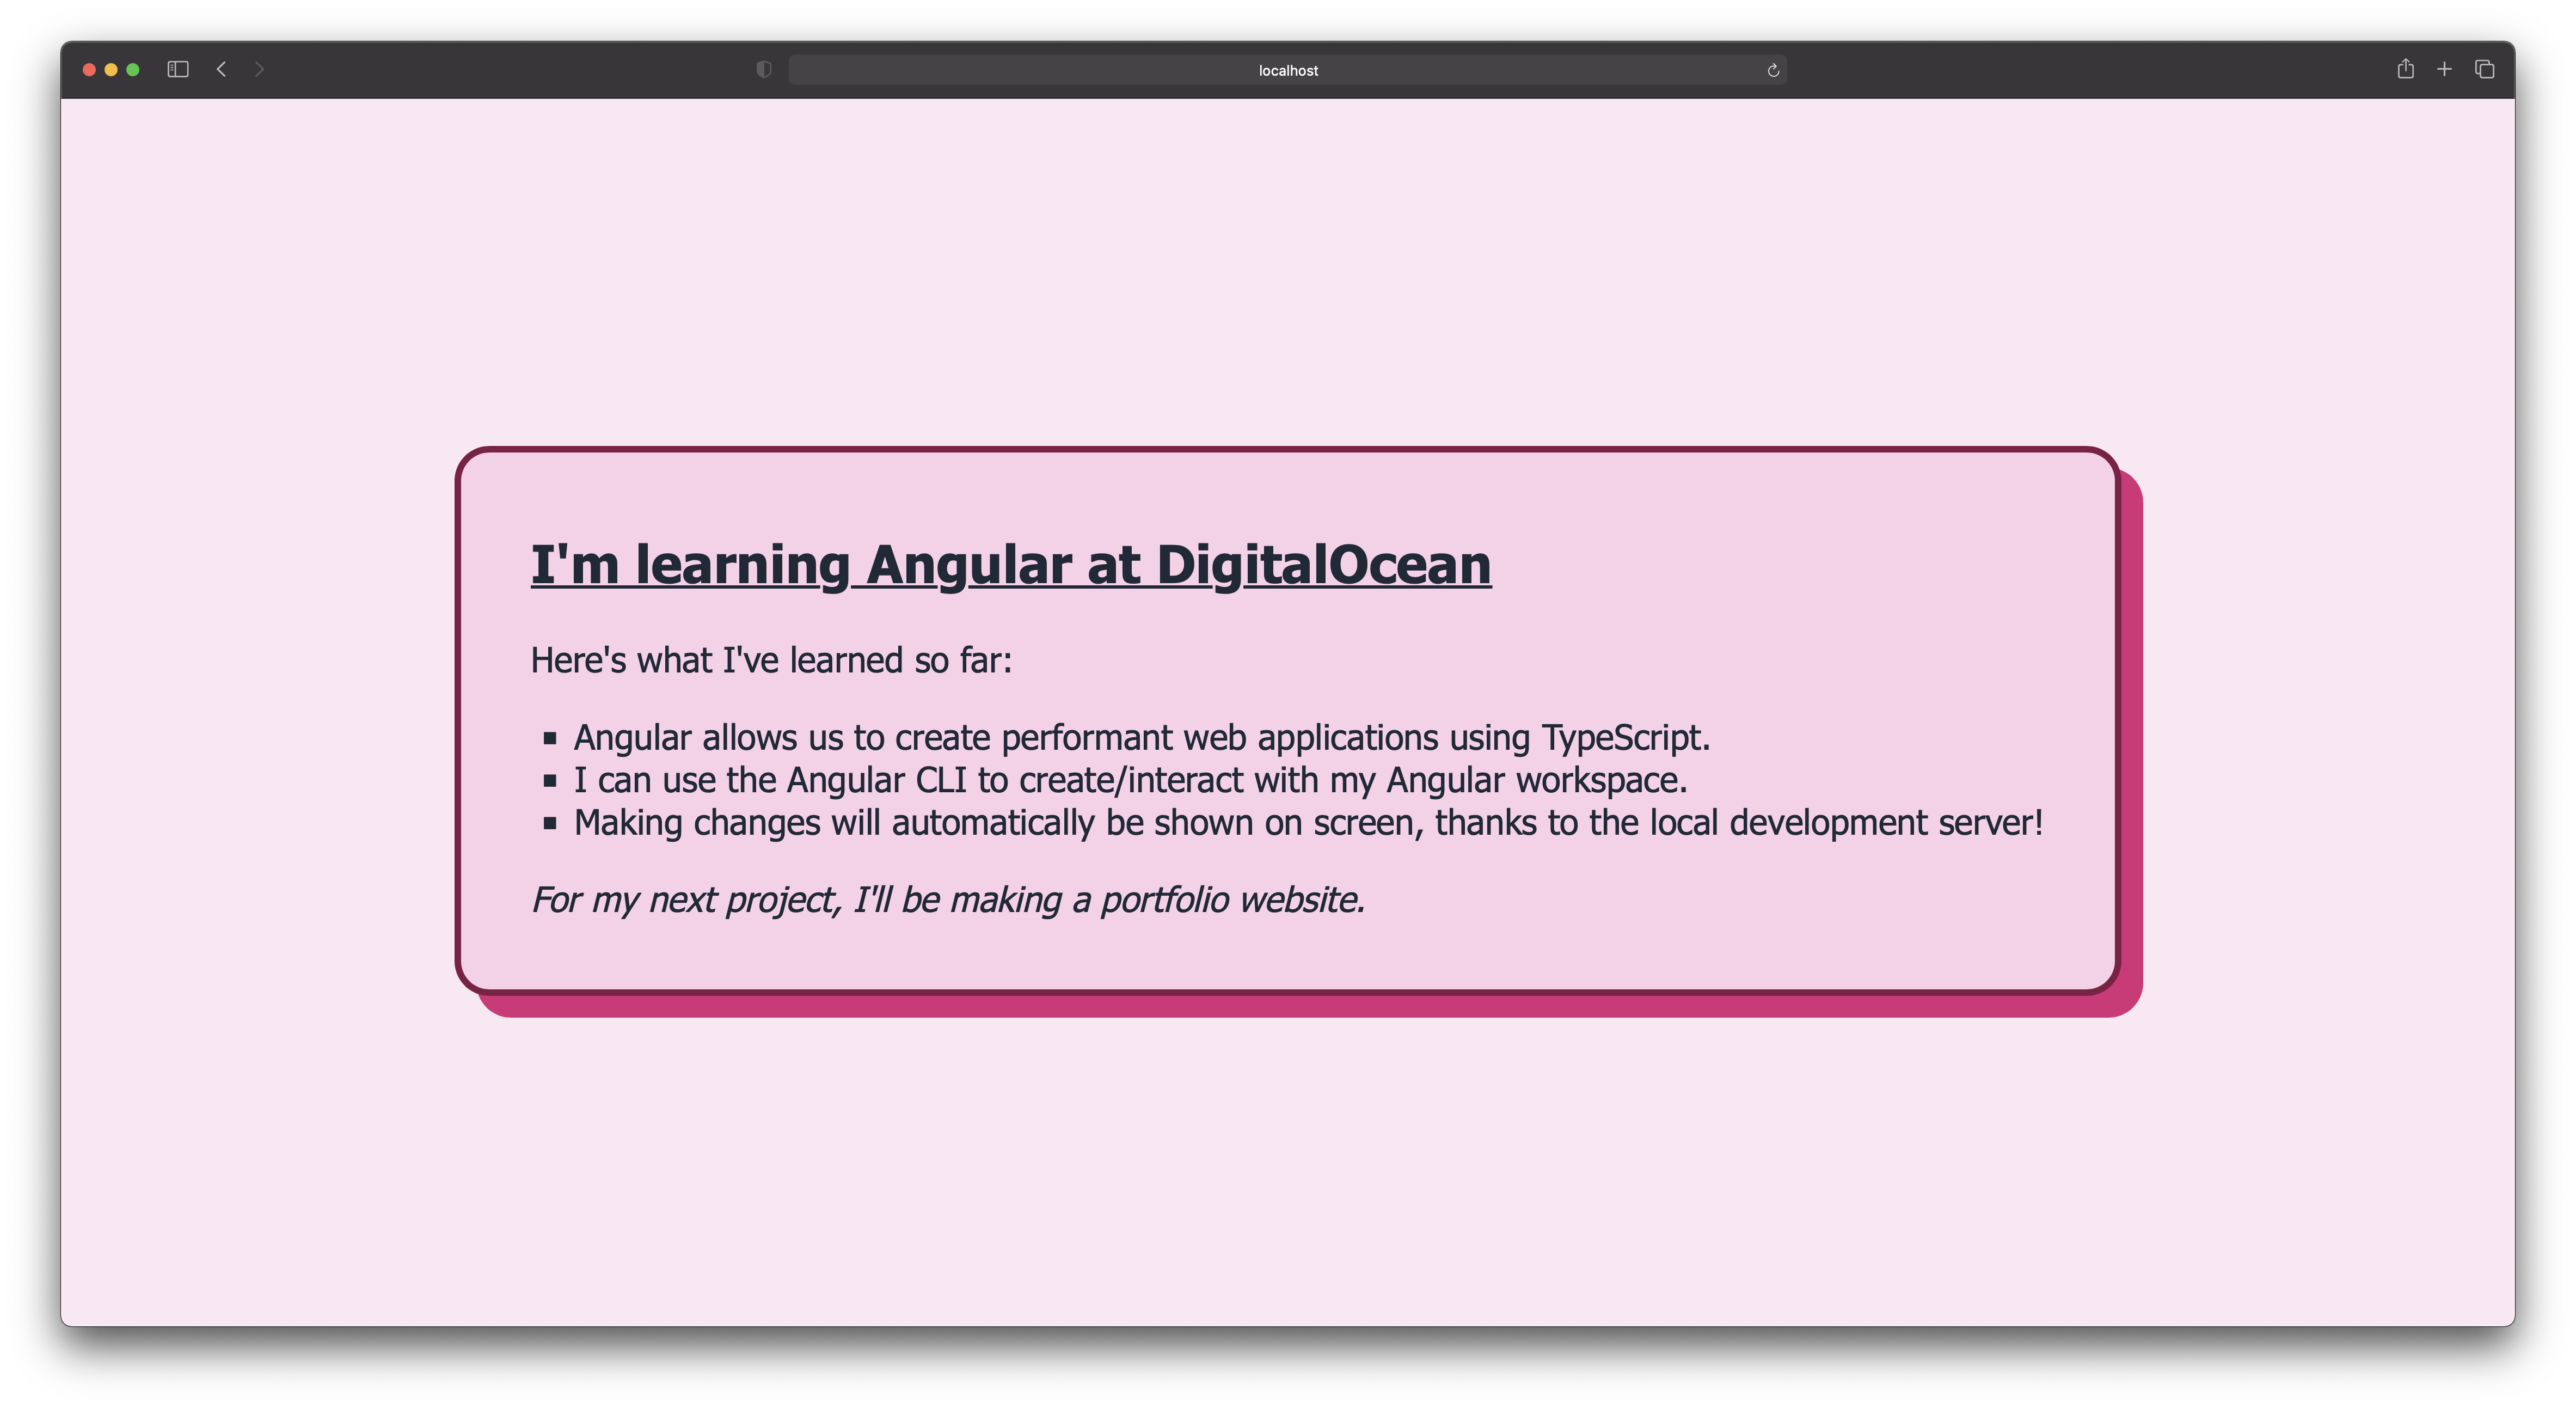 localhost
I'm learning Angular at DigitalOcean
Here's what I've learned so far:
Angular allows us to create performant web applications using TypeScript.
I can use the Angular CLI to create/interact with my Angular workspace.
Making changes will automatically be shown on screen, thanks to the local development server!
For my next project, I'll be making a portfolio website.